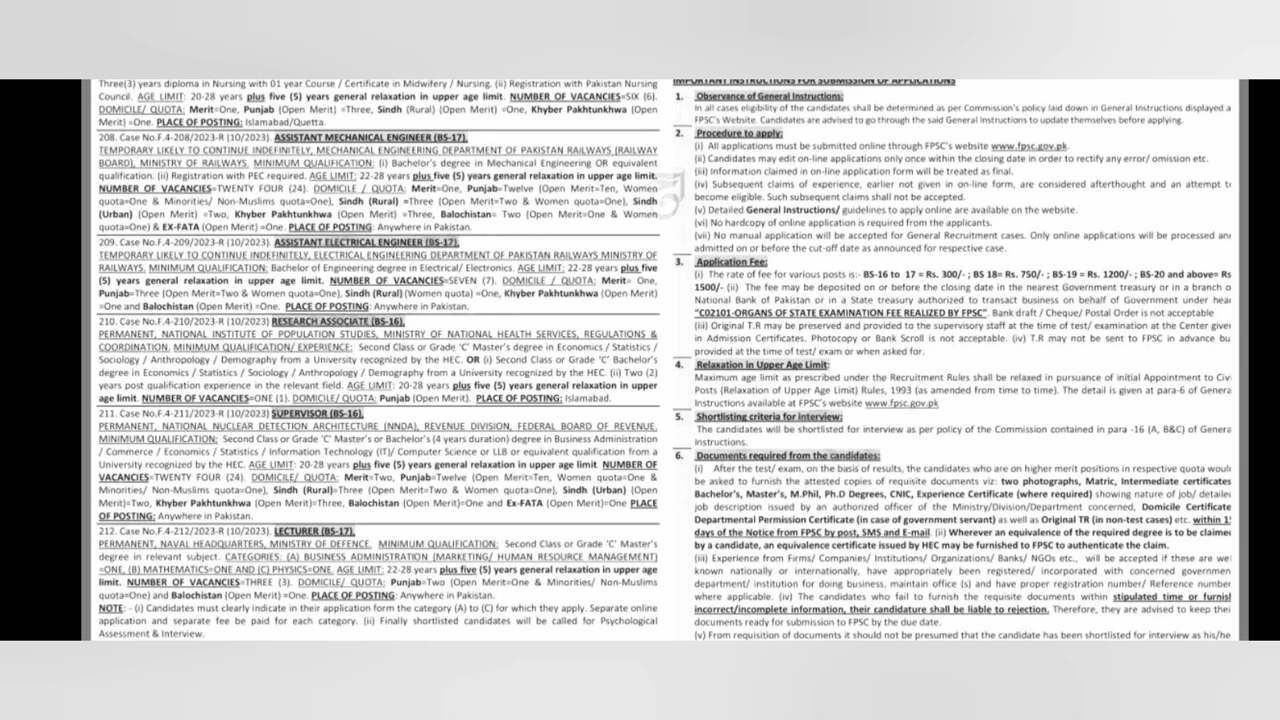 Three(3) years diploma in Nursing with 01 year Course / Certificate in Midwifery / Nursing. (ii) Registration with Pakistan Nursing
Council. AGE LIMIT: 20-28 years plus five (5) years general relaxation in upper age limit. NUMBER OF VACANCIES=SIX (6).
DOMICILE/ QUOTA: Merit=One, Punjab (Open Merit) =Three, Sindh (Rural) (Open Merit) =One, Khyber Pakhtunkhwa (Open
Merit) =One. PLACE OF POSTING: Islamabad/Quetta.
208. Case No.F.4-208/2023-R (10/2023) ASSISTANT MECHANICAL ENGINEER (BS-17),
TEMPORARY LIKELY TO CONTINUE INDEFINITELY, MECHANICAL ENGINEERING DEPARTMENT OF PAKISTAN RAILWAYS (RAILWAY
BOARD), MINISTRY OF RAILWAYS. MINIMUM QUALIFICATION: (i) Bachelor's degree in Mechanical Engineering OR equivalent
qualification. (ii) Registration with PEC required. AGE LIMIT: 22-28 years plus five (5) years general relaxation in upper age limit.
NUMBER OF VACANCIES=TWENTY FOUR (24). DOMICILE / QUOTA: Merit=One, Punjab=Twelve (Open Merit=Ten, Women
quota=One & Minorities/ Non-Muslims quota=One), Sindh (Rural) =Three (Open Merit=Two & Women quota=One), Sindh
(Urban) (Open Merit) =Two, Khyber Pakhtunkhwa (Open Merit) =Three, Balochistan= Two (Open Merit=One & Women
quota=One) & EX-FATA (Open Merit) =One. PLACE OF POSTING: Anywhere in Pakistan.
209. Case No.F.4-209/2023-R (10/2023) ASSISTANT ELECTRICAL ENGINEER (BS-17),
TEMPORARY LIKELY TO CONTINUE INDEFINITELY, ELECTRICAL ENGINEERING DEPARTMENT OF PAKISTAN RAILWAYS MINISTRY OF
RAILWAYS. MINIMUM QUALIFICATION: Bachelor of Engineering degree in Electrical/ Electronics. AGE LIMIT: 22-28 years plus five
(5) years general relaxation in upper age limit. NUMBER OF VACANCIES=SEVEN (7). DOMICILE / QUOTA: Merit= One,
Punjab=Three (Open Merit=Two & Women quota=One), Sindh (Rural) (Women quota) =One, Khyber Pakhtunkhwa (Open Merit)
=One and Balochistan (Open Merit)=One. PLACE OF POSTING: Anywhere in Pakistan.
210. Case No.F.4-210/2023-R (10/2023) RESEARCH ASSOCIATE (BS-16),
PERMANENT, NATIONAL INSTITUTE OF POPULATION STUDIES, MINISTRY OF NATIONAL HEALTH SERVICES, REGULATIONS &
COORDINATION. MINIMUM QUALIFICATION/ EXPERIENCE: Second Class or Grade 'C' Master's degree in Economics / Statistics /
Sociology / Anthropology / Demography from a University recognized by the HEC. OR (i) Second Class or Grade 'C' Bachelor's
degree in Economics / Statistics / Sociology / Anthropology / Demography from a University recognized by the HEC. (ii) Two (2)
years post qualification experience in the relevant field. AGE LIMIT: 20-28 years plus five (5) years general relaxation in upper
age limit. NUMBER OF VACANCIES=ONE (1). DOMICILE/ QUOTA: Punjab (Open Merit). PLACE OF POSTING: Islamabad.
211. Case No.F.4-211/2023-R (10/2023) SUPERVISOR (BS-16),
PERMANENT, NATIONAL NUCLEAR DETECTION ARCHITECTURE (NNDA), REVENUE DIVISION, FEDERAL BOARD OF REVENUE.
MINIMUM QUALIFICATION: Second Class or Grade 'C' Master's or Bachelor's (4 years duration) degree in Business Administration
/ Commerce / Economics / Statistics / Information Technology (IT)/ Computer Science or LLB or equivalent qualification from a
University recognized by the HEC. AGE LIMIT: 20-28 years plus five (5) years general relaxation in upper age limit. NUMBER OF
VACANCIES=TWENTY FOUR (24). DOMICILE/ QUOTA: Merit=Two, Punjab=Twelve (Open Merit=Ten, Women quota=One &
Minorities/ Non-Muslims quota=One), Sindh (Rural)=Three (Open Merit=Two & Women quota=One), Sindh (Urban) (Open
Merit)=Two, Khyber Pakhtunkhwa (Open Merit)=Three, Balochistan (Open Merit)=One and Ex-FATA (Open Merit)=One PLACE
OF POSTING: Anywhere in Pakistan.
212. Case No.F.4-212/2023-R (10/2023) LECTURER (BS-17),
PERMANENT, NAVAL HEADQUARTERS, MINISTRY OF DEFENCE. MINIMUM QUALIFICATION: Second Class or Grade 'C' Master's
degree in relevant subject. CATEGORIES: (A) BUSINESS ADMINISTRATION [MARKETING/ HUMAN RESOURCE MANAGEMENT)
=ONE, (B) MATHEMATICS=ONE AND (C) PHYSICS=ONE. AGE LIMIT: 22-28 years plus five (5) years general relaxation in upper age
limit. NUMBER OF VACANCIES=THREE (3). DOMICILE/ QUOTA: Punjab=Two (Open Merit=One & Minorities/ Non-Muslims
quota=One) and Balochistan (Open Merit) =One. PLACE OF POSTING: Anywhere in Pakistan.
NOTE: - (i) Candidates must clearly indicate in their application form the category (A) to (C) for which they apply. Separate online
application and separate fee be paid for each category. (ii) Finally shortlisted candidates will be called for Psychological
Assessment & Interview.
IMPORTANT INSTRUCTIONS FOR SUBMISSION OF APPLICATIONS
1. Observance of General Instructions:
In all cases eligibility of the candidates shall be determined as per Commission's policy laid down in General Instructions displayed a
FPSC's Website. Candidates are advised to go through the said General Instructions to update themselves before applying.
2. Procedure to apply:
(i) All applications must be submitted online through FPSC's website www.fpsc.gov.pk.
(ii) Candidates may edit on-line applications only once within the closing date in order to rectify any error/ omission etc.
(iii) Information claimed in on-line application form will be treated as final.
(iv) Subsequent claims of experience, earlier not given in on-line form, are considered afterthought and an attempt to
become eligible. Such subsequent claims shall not be accepted.
(v) Detailed General Instructions/ guidelines to apply online are available on the website.
(vi) No hardcopy of online application is required from the applicants.
(vii) No manual application will be accepted for General Recruitment cases. Only online applications will be processed and
admitted on or before the cut-off date as announced for respective case.
3. Application Fee:
(i) The rate of fee for various posts is:- BS-16 to 17 = Rs. 300/- ; BS 18= Rs. 750/- ; BS-19 = Rs. 1200/- ; BS-20 and above= Rs
1500/- (ii) The fee may be deposited on or before the closing date in the nearest Government treasury or in a branch o
National Bank of Pakistan or in a State treasury authorized to transact business on behalf of Government under hea
"C02101-ORGANS OF STATE EXAMINATION FEE REALIZED BY FPSC". Bank draft / Cheque/ Postal Order is not acceptable
(iii) Original T.R may be preserved and provided to the supervisory staff at the time of test/ examination at the Center given
in Admission Certificates. Photocopy or Bank Scroll is not acceptable. (iv) T.R may not be sent to FPSC in advance bu
provided at the time of test/ exam or when asked for.
4. Relaxation in Upper Age Limit:
Maximum age limit as prescribed under the Recruitment Rules shall be relaxed in pursuance of initial Appointment to Civi
Posts (Relaxation of Upper Age Limit) Rules, 1993 (as amended from time to time). The detail is given at para-6 of Genera
Instructions available at FPSC's website www.fpsc.gov.pk
5. Shortlisting criteria for interview:
The candidates will be shortlisted for interview as per policy of the Commission contained in para -16 (A, B&C) of Genera
Instructions.
6. Documents required from the candidates:
(i) After the test/ exam, on the basis of results, the candidates who are on higher merit positions in respective quota woul
be asked to furnish the attested copies of requisite documents viz: two photographs, Matric, Intermediate certificates
Bachelor's, Master's, M.Phil, Ph.D Degrees, CNIC, Experience Certificate (where required) showing nature of job/ detaile
job description issued by an authorized officer of the Ministry/Division/Department concerned, Domicile Certificate
Departmental Permission Certificate (in case of government servant) as well as Original TR (in non-test cases) etc. within 15
days of the Notice from FPSC by post, SMS and E-mail. (ii) Wherever an equivalence of the required degree is to be claimed
by a candidate, an equivalence certificate issued by HEC may be furnished to FPSC to authenticate the claim.
(iii) Experience from Firms/ Companies/ Institutions/ Organizations/ Banks/ NGOs etc., will be accepted if these are wel
known nationally or internationally, have appropriately been registered/ incorporated with concerned governmen
department/ institution for doing business, maintain office (s) and have proper registration number/ Reference number
where applicable. (iv) The candidates who fail to furnish the requisite documents within stipulated time or furnish
incorrect/incomplete information, their candidature shall be liable to rejection. Therefore, they are advised to keep thei
documents ready for submission to FPSC by the due date.
(v) From requisition of documents it should not be presumed that the candidate has been shortlisted for interview as his/he